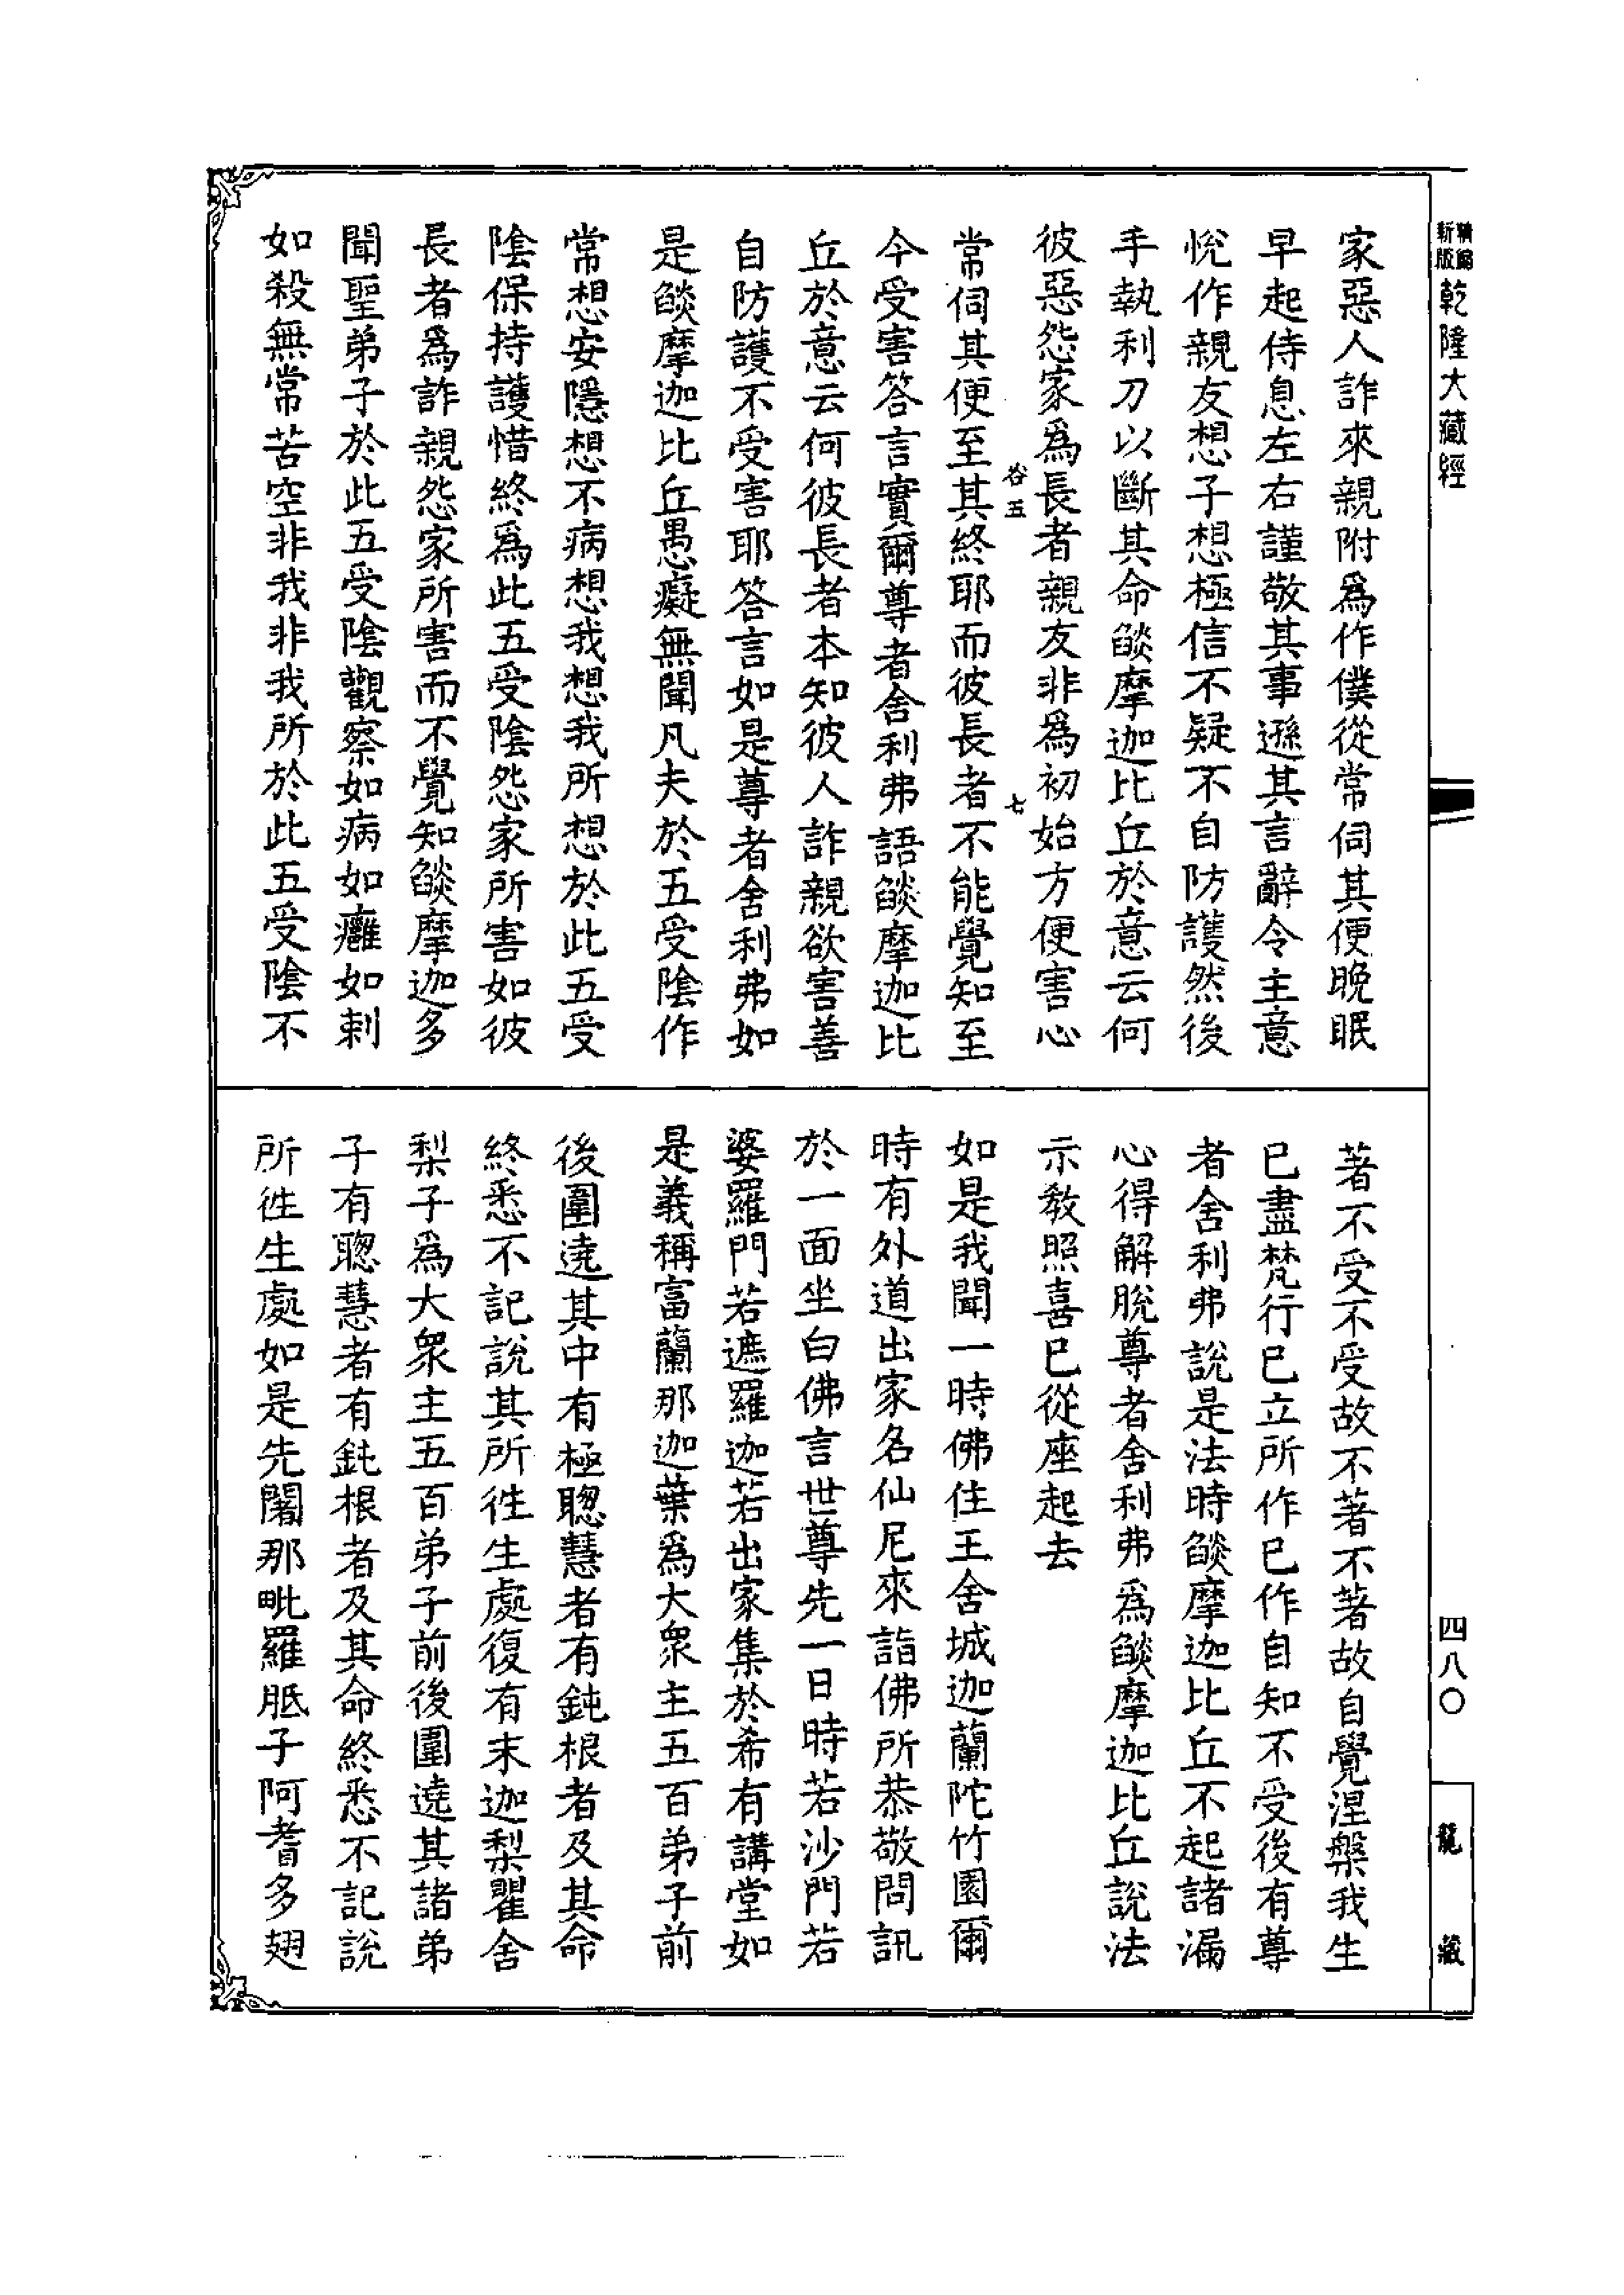 精縮
新版
乾隆大藏經
四八〇
龍藏
家惡人詐來親附爲作僕從常伺其便晚眠
早起侍息左右謹敬其事遜其言辭令主意
悅作親友想子想極信不疑不自防護然後
手執利刀以斷其命𦦨摩迦比丘於意云何
彼惡怨家爲長者親友非爲初始方便害心
谷五
七
常伺其便至其終耶而彼長者不能覺知至
今受害答言實爾尊者舍利弗語𦦨摩迦比
丘於意云何彼長者本知彼人詐親欲害善
自防護不受害耶答言如是尊者舍利弗如
是𦦨摩迦比丘愚癡無聞凡夫於五受陰作
常想安隱想不病想我想我所想於此五受
陰保持護惜終爲此五受陰怨家所害如彼
長者爲詐親怨家所害而不覺知𦦨摩迦多
聞聖弟子於此五受陰觀察如病如癰如刺
如殺無常苦空非我非我所於此五受陰不
著不受不受故不著不著故自覺涅槃我生
已盡梵行已立所作已作自知不受後有尊
者舍利弗說是法時𦦨摩迦比丘不起諸漏
心得解脫尊者舍利弗爲𦦨摩迦比丘說法
示敎照喜已從座起去
如是我聞一時佛住王舍城迦蘭陀竹園爾
時有外道出家名仙尼來詣佛所恭敬問訊
於一面坐白佛言世尊先一日時若沙門若
婆羅門若遮羅迦若出家集於希有講堂如
是義稱富蘭那迦葉爲大衆主五百弟子前
後圍遶其中有極聰慧者有鈍根者及其命
終悉不記說其所徃生處復有末迦梨瞿舍
梨子爲大衆主五百弟子前後圍遶其諸弟
子有聰慧者有鈍根者及其命終悉不記說
所徃生處如是先闍那毗羅胝子阿耆多翅